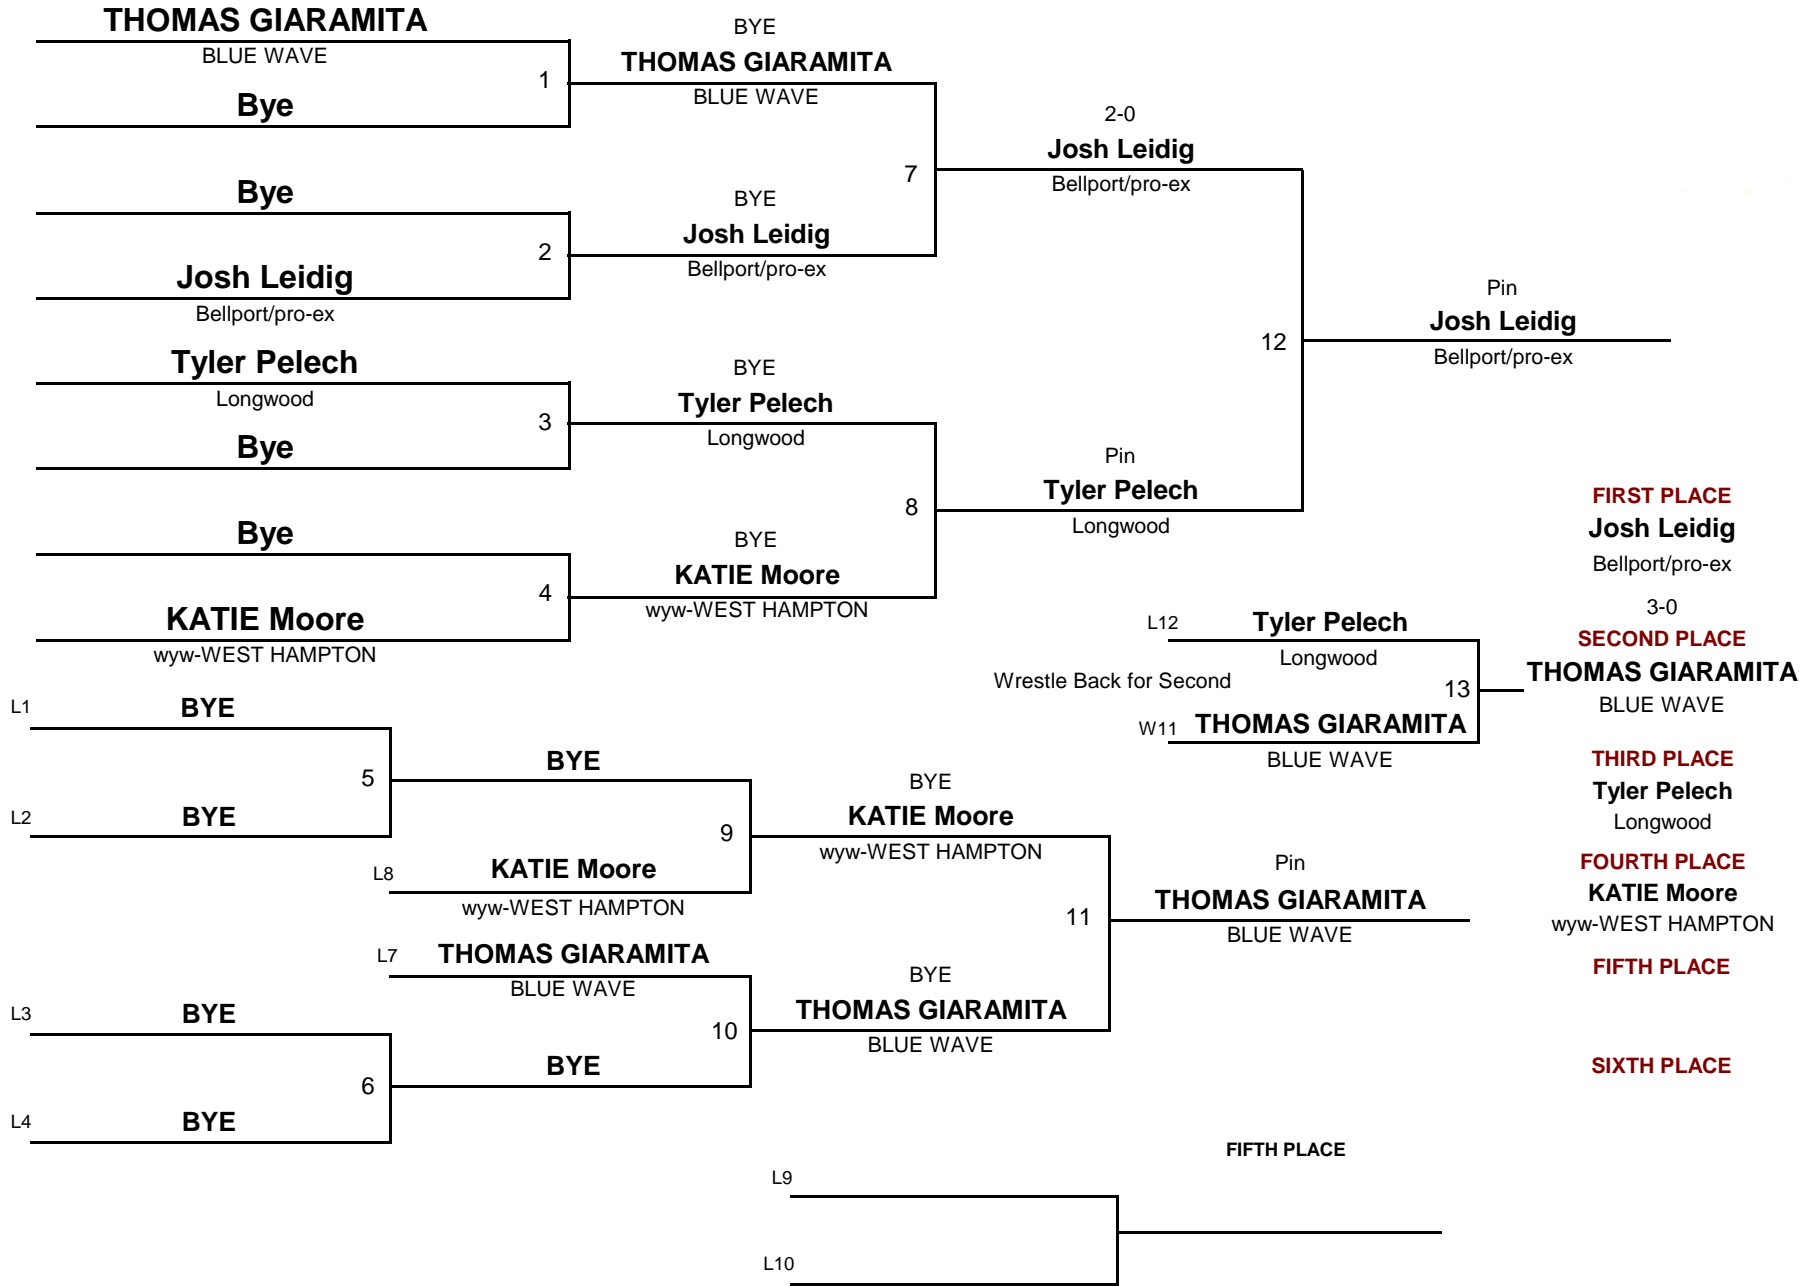 THOMAS GIARAMITA
BLUE WAVE
1
Bye
BYE
THOMAS GIARAMITA
BLUE WAVE
Bye
2
Josh Leidig
Bellport/pro-ex
BYE
Josh Leidig
Bellport/pro-ex
7
2-0
Josh Leidig
Bellport/pro-ex
Tyler Pelech
Longwood
3
Bye
BYE
Tyler Pelech
Longwood
Bye
4
KATIE Moore
wyw-WEST HAMPTON
BYE
KATIE Moore
wyw-WEST HAMPTON
8
Pin
Tyler Pelech
Longwood
12
Pin
Josh Leidig
Bellport/pro-ex
FIRST PLACE
Josh Leidig
Bellport/pro-ex
L12
Tyler Pelech
Longwood
Wrestle Back for Second
13
W11
THOMAS GIARAMITA
BLUE WAVE
3-0
SECOND PLACE
THOMAS GIARAMITA
BLUE WAVE
THIRD PLACE
Tyler Pelech
Longwood
FOURTH PLACE
KATIE Moore
wyw-WEST HAMPTON
FIFTH PLACE
SIXTH PLACE
L1
BYE
5
L2
BYE
BYE
9
L8
KATIE Moore
wyw-WEST HAMPTON
BYE
KATIE Moore
wyw-WEST HAMPTON
L7
THOMAS GIARAMITA
BLUE WAVE
10
L3
BYE
6
L4
BYE
BYE
BYE
THOMAS GIARAMITA
BLUE WAVE
11
Pin
THOMAS GIARAMITA
BLUE WAVE
FIFTH PLACE
L9
L10